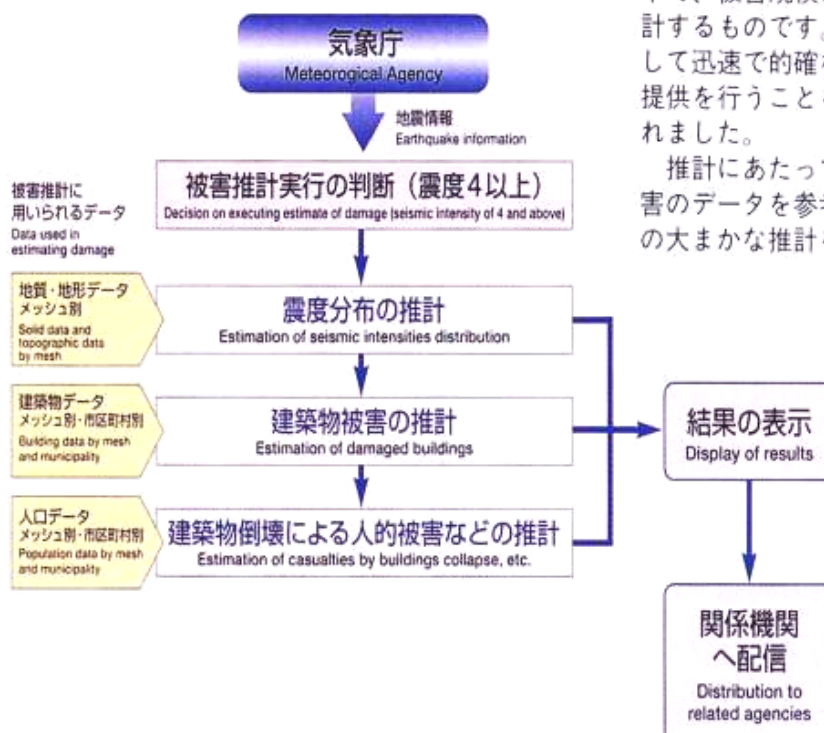 気象庁
Meteorogical Agency
地震情報
Earthquake information
被害推計実行の判断（震度4以上）
Decision on executing estimate of damage (seismic intensity of 4 and above)
被害推計に
用いられるデータ
Data used in
estimating damage
地質・地形データ
メッシュ別
Solid data and
topographic data
by mesh
震度分布の推計
Estimation of seismic intensities distribution
建築物データ
メッシュ別・市区町村別
Building data by mesh
and municipality
建築物被害の推計
Estimation of damaged buildings
人口データ
メッシュ別・市区町村別
Population data by mesh
and municipality
建築物倒壊による人的被害などの推計
Estimation of casualties by buildings collapse, etc.
結果の表示
Display of results
関係機関
へ配信
Distribution to
related agencies
、被害規模
計するものです。
して迅速で的確
提供を行うこと
れました。
推計にあたって
害のデータを参
の大まかな推計